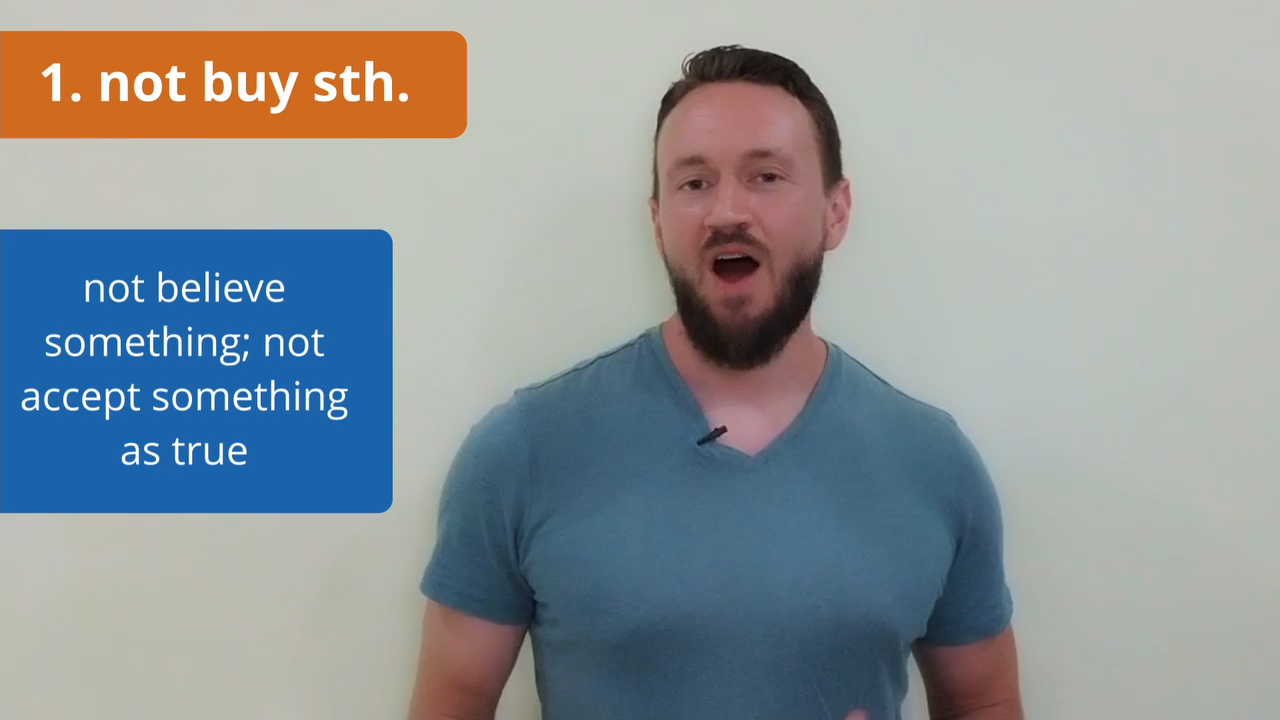 1. not buy sth.
not believe
something; not
accept something
as true